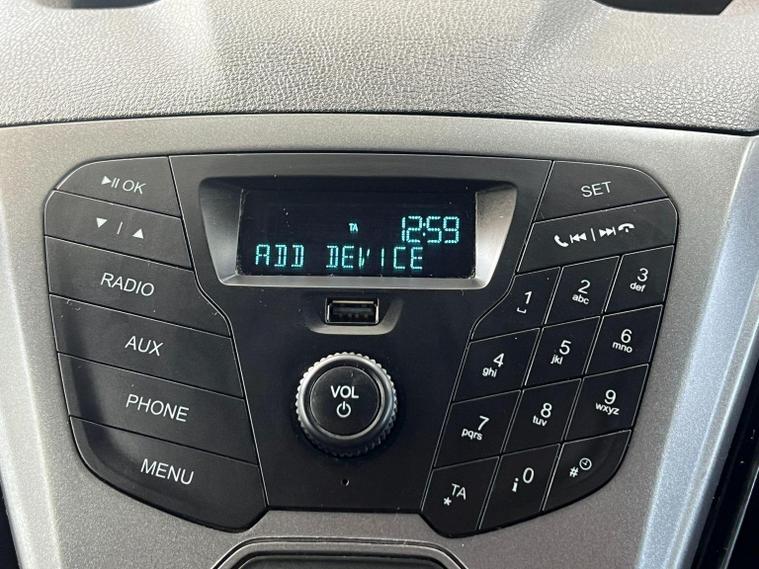 ⏯ OK
SET
TA 12:59
ADD DEVICE
RADIO
AUX
PHONE
MENU
VOL
1
2 abc
3 def
4 ghi
5 jkl
6 mno
7 pqrs
8 tuv
9 wxyz
* TA
i 0
#